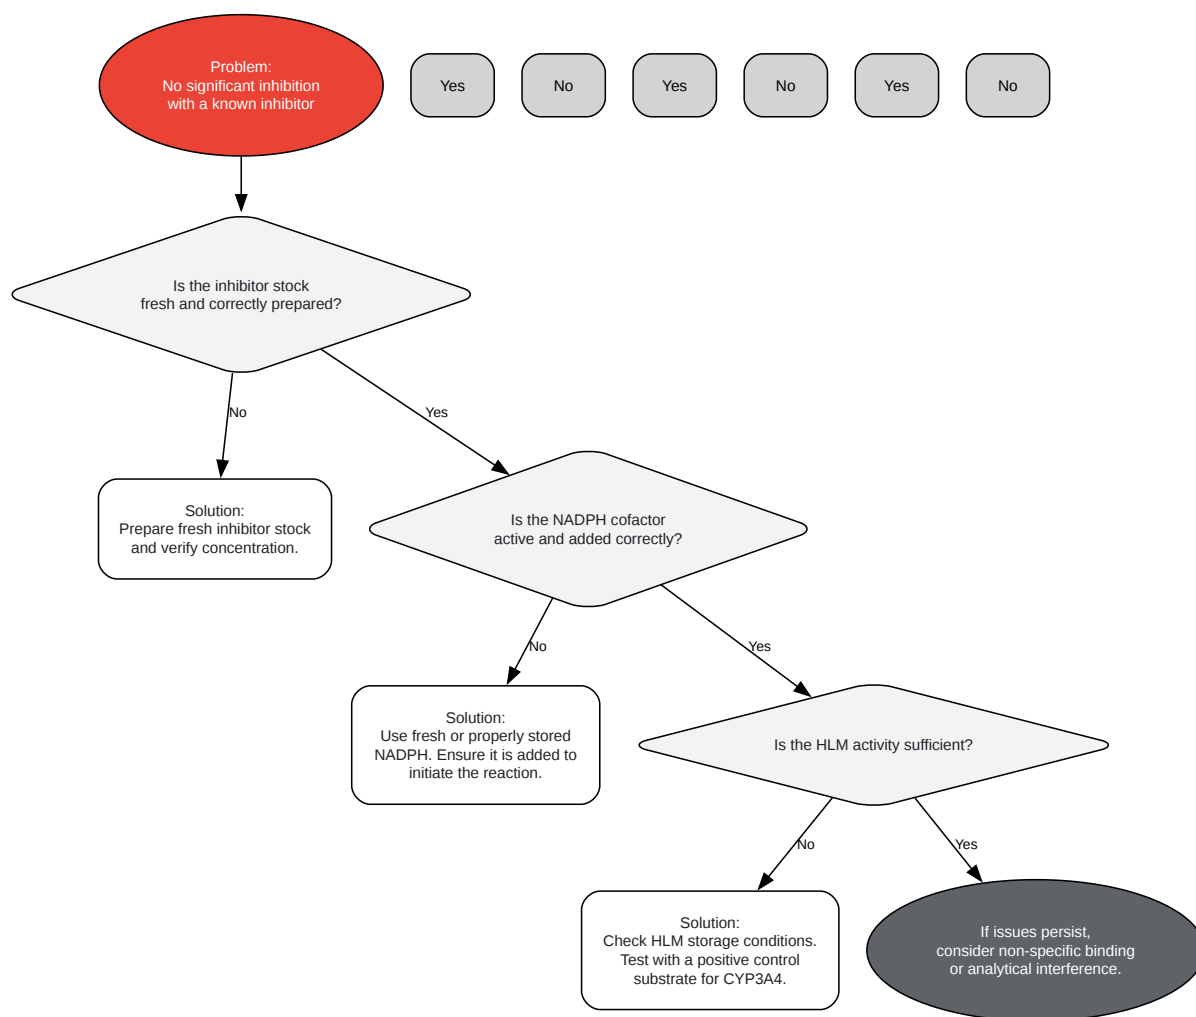 Problem:
No significant inhibition
with a known inhibitor
Yes
No
Yes
No
Yes
No
Is the inhibitor stock
fresh and correctly prepared?
No
Yes
Solution:
Prepare fresh inhibitor stock
and verify concentration.
Is the NADPH cofactor
active and added correctly?
No
Yes
Solution:
Use fresh or properly stored
NADPH. Ensure it is added to
initiate the reaction.
Is the HLM activity sufficient?
No
Yes
Solution:
Check HLM storage conditions.
Test with a positive control
substrate for CYP3A4.
If issues persist,
consider non-specific binding
or analytical interference.